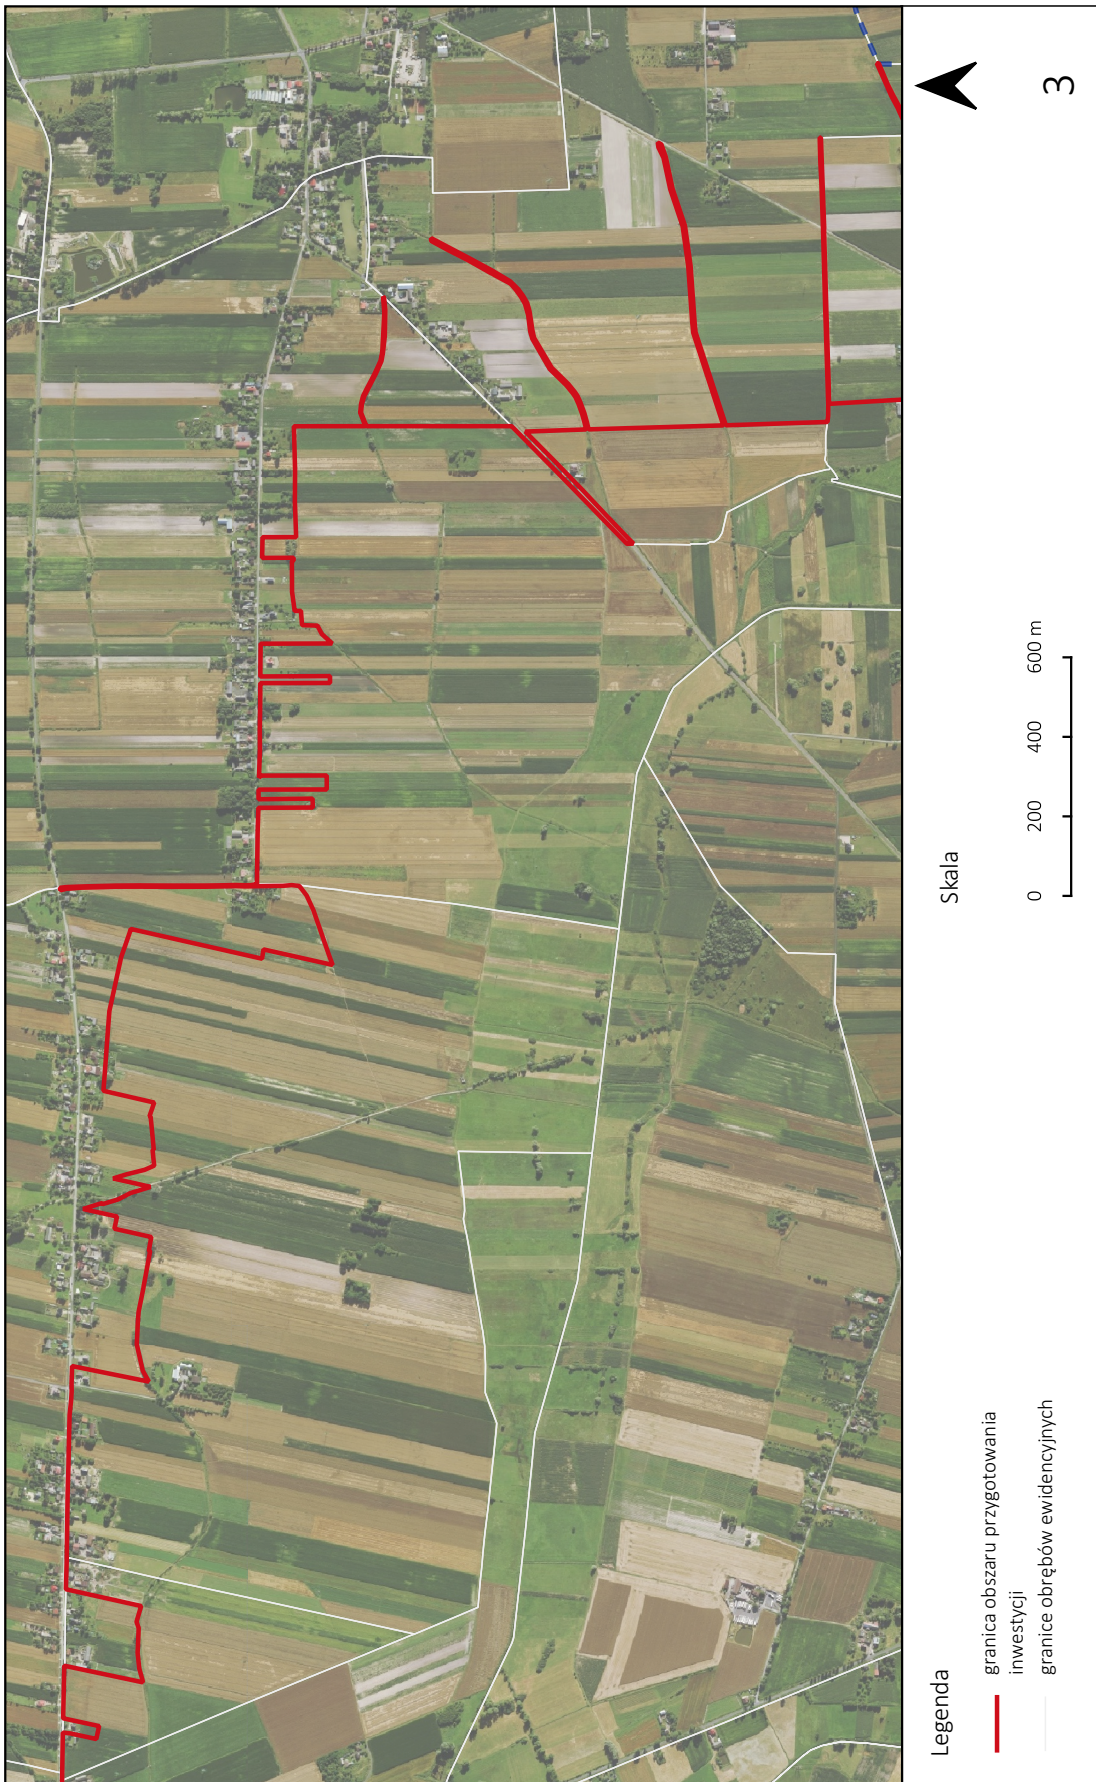 Legenda
granica obszaru przygotowania
inwestycji
granice obrębów ewidencyjnych
Skala
0 200 400 600 m
3